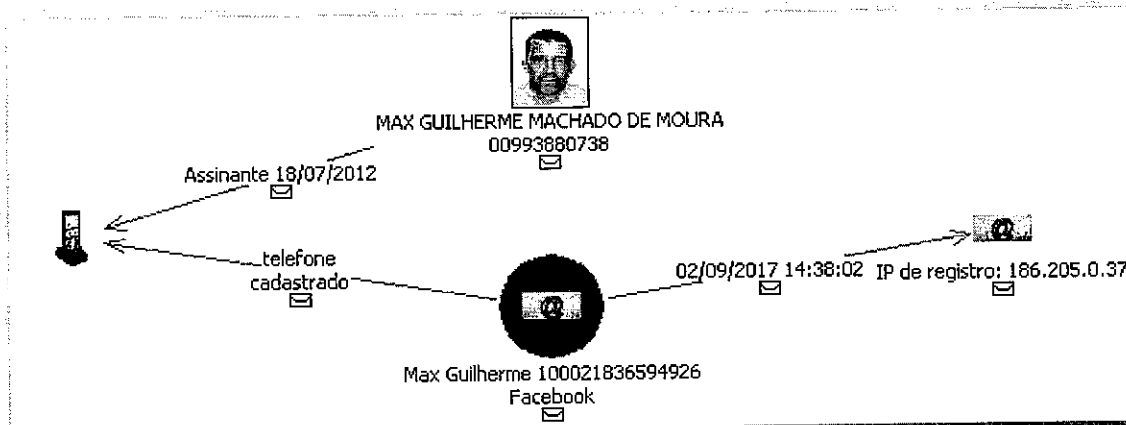 MAX GUILHERME MACHADO DE MOURA
00993880738
Assinante 18/07/2012
telefone
cadastrado
02/09/2017 14:38:02
IP de registro: 186.205.0.37
@
@
Max Guilherme 100021836594926
Facebook